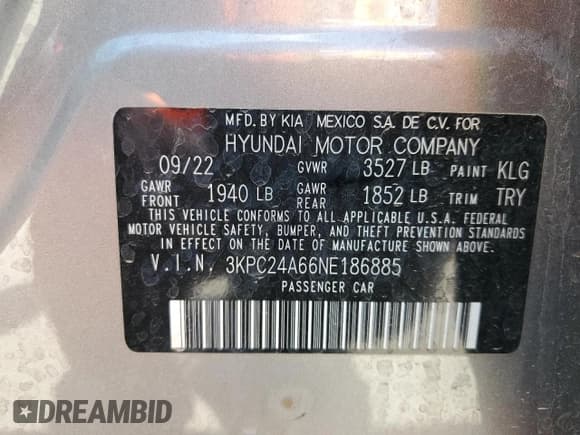 MFD. BY KIA MEXICO S.A. DE C.V. FOR
HYUNDAI MOTOR COMPANY
09/22 GVWR 3527 LB PAINT KLG
GAWR FRONT 1940 LB GAWR REAR 1852 LB TRIM TRY
THIS VEHICLE CONFORMS TO ALL APPLICABLE U.S.A. FEDERAL
MOTOR VEHICLE SAFETY, BUMPER, AND THEFT PREVENTION STANDARDS
IN EFFECT ON THE DATE OF MANUFACTURE SHOWN ABOVE.
V.I.N. 3KPC24A66NE186885
PASSENGER CAR
DREAMBID